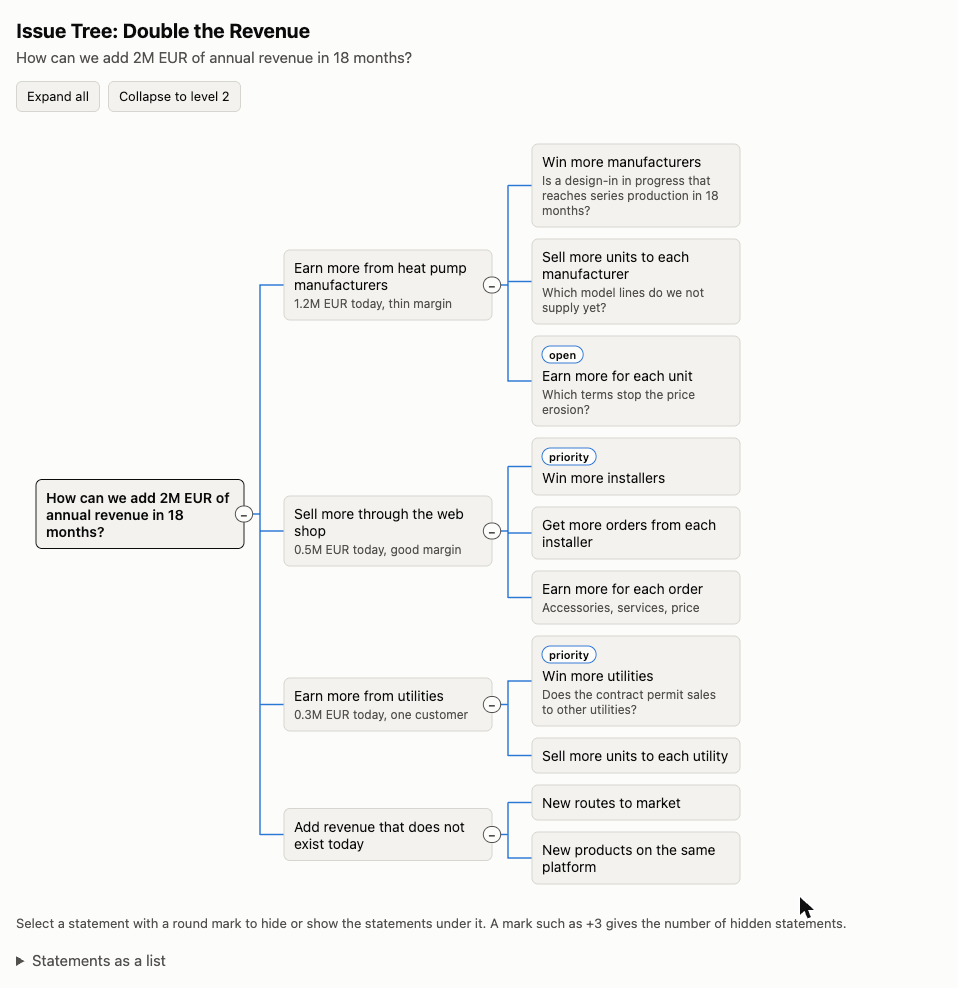 Issue Tree: Double the Revenue
How can we add 2M EUR of annual revenue in 18 months?
Expand all
Collapse to level 2
How can we add 2M EUR of
annual revenue in 18
months?
–
Earn more from heat pump
manufacturers
1.2M EUR today, thin margin
–
Win more manufacturers
Is a design-in in progress that
reaches series production in 18
months?
Sell more units to each
manufacturer
Which model lines do we not
supply yet?
open
Earn more for each unit
Which terms stop the price
erosion?
Sell more through the web
shop
0.5M EUR today, good margin
–
priority
Win more installers
Get more orders from each
installer
Earn more for each order
Accessories, services, price
Earn more from utilities
0.3M EUR today, one customer
–
priority
Win more utilities
Does the contract permit sales
to other utilities?
Sell more units to each utility
Add revenue that does not
exist today
–
New routes to market
New products on the same
platform
Select a statement with a round mark to hide or show the statements under it. A mark such as +3 gives the number of hidden statements.
Statements as a list